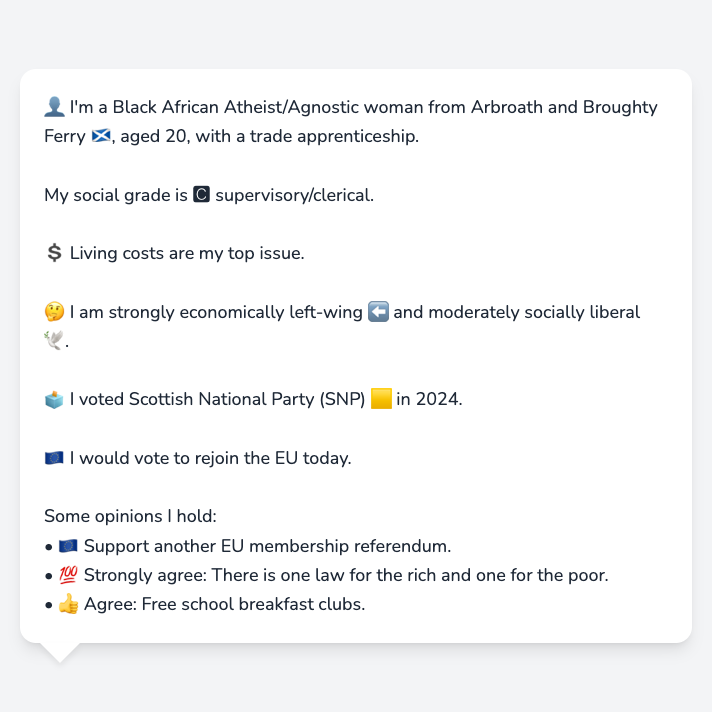 👤 I'm a Black African Atheist/Agnostic woman from Arbroath and Broughty
Ferry 🏴󠁧󠁢󠁳󠁣󠁴󠁿, aged 20, with a trade apprenticeship.
My social grade is 🅲 supervisory/clerical.
💲 Living costs are my top issue.
🤔 I am strongly economically left-wing ⬅️ and moderately socially liberal
🕊️.
🗳️ I voted Scottish National Party (SNP) 🟨 in 2024.
🇪🇺 I would vote to rejoin the EU today.
Some opinions I hold:
• 🇪🇺 Support another EU membership referendum.
• 💯 Strongly agree: There is one law for the rich and one for the poor.
• 👍 Agree: Free school breakfast clubs.